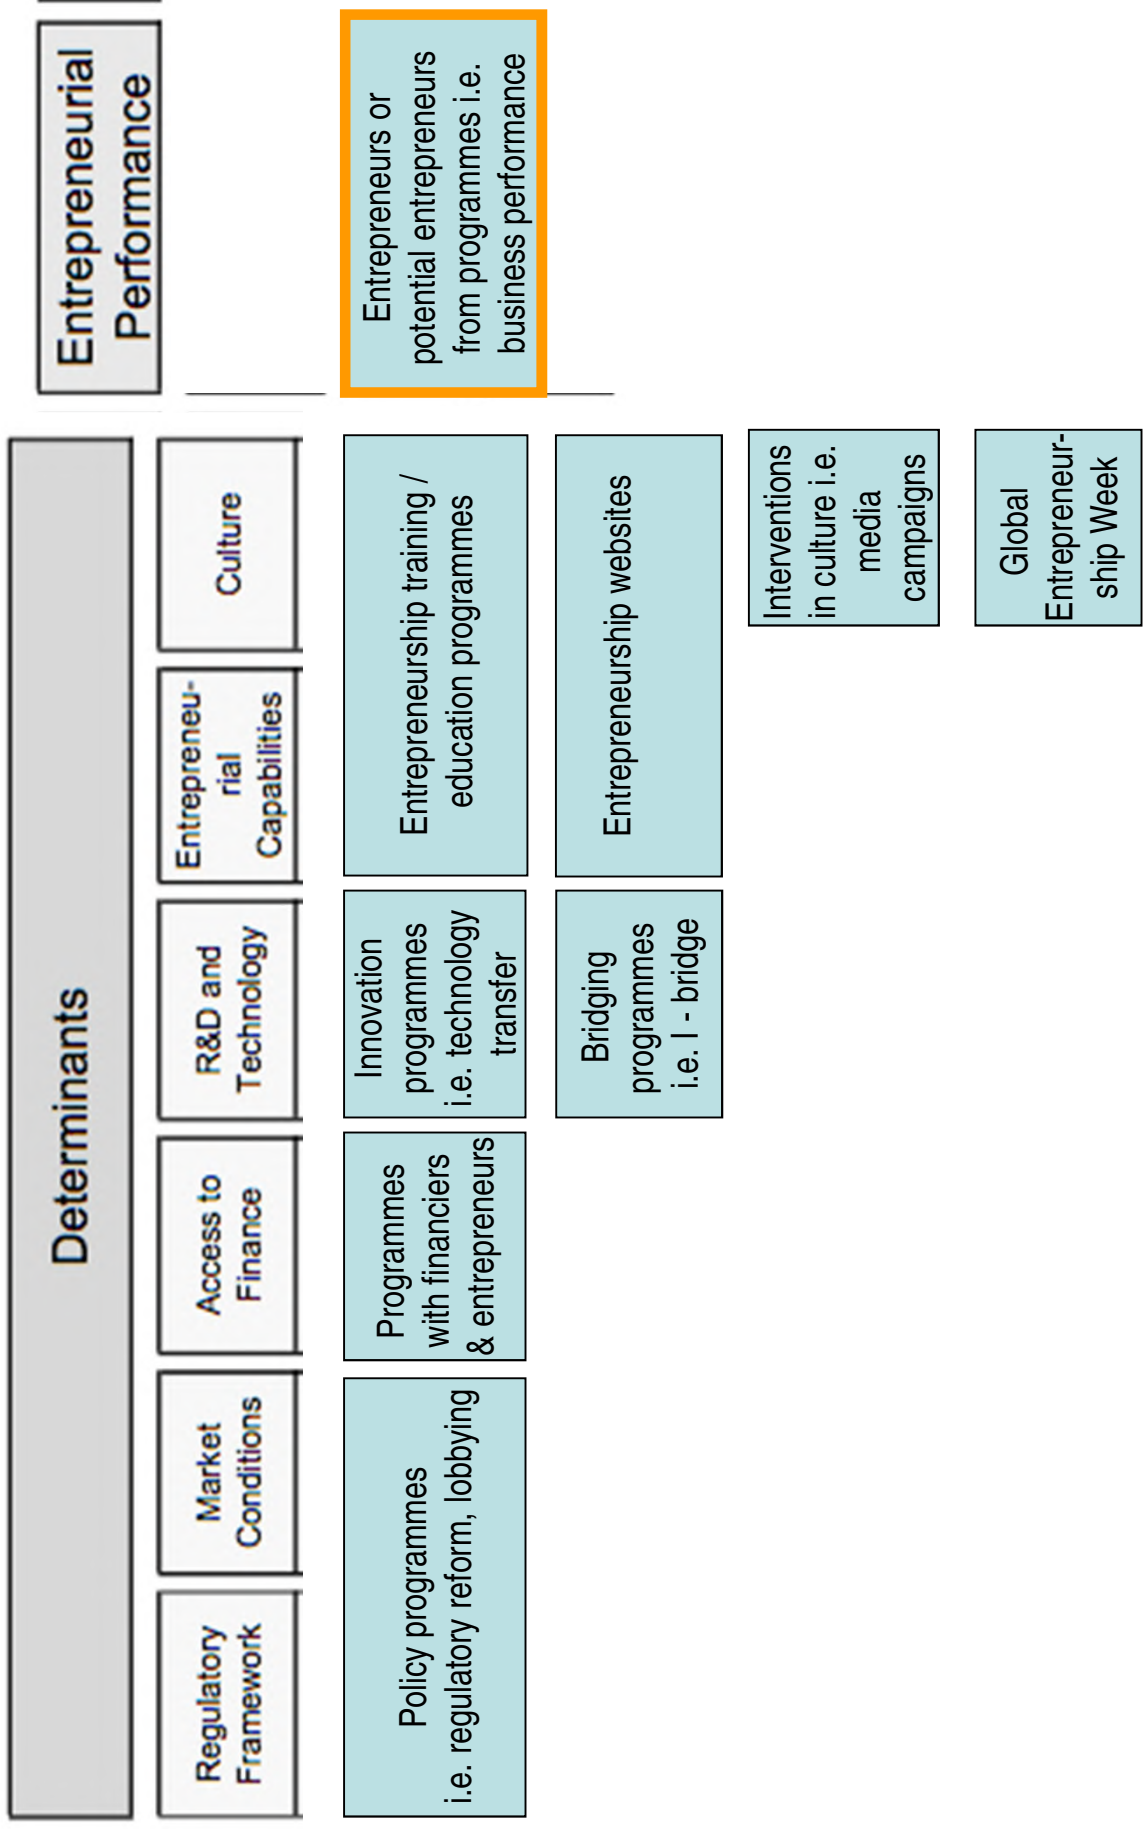 Determinants
Entrepreneurial
Performance
Regulatory
Framework
Market
Conditions
Access to
Finance
R&D and
Technology
Entrepreneu-
rial
Capabilities
Culture
Policy programmes
i.e. regulatory reform, lobbying
Programmes
with financiers
& entrepreneurs
Innovation
programmes
i.e. technology
transfer
Entrepreneurship training /
education programmes
Entrepreneurs or
potential entrepreneurs
from programmes i.e.
business performance
Bridging
programmes
i.e. I - bridge
Entrepreneurship websites
Interventions
in culture i.e.
media
campaigns
Global
Entrepreneur-
ship Week